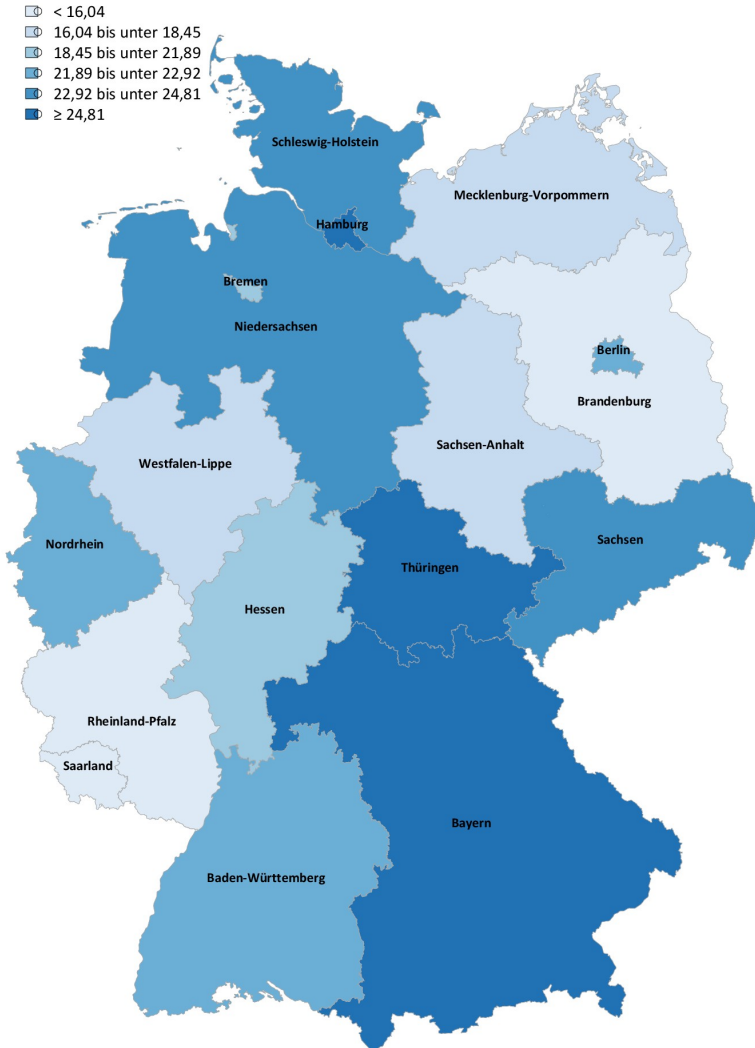 < 16,04
16,04 bis unter 18,45
18,45 bis unter 21,89
21,89 bis unter 22,92
22,92 bis unter 24,81
≥ 24,81
Schleswig-Holstein
Mecklenburg-Vorpommern
Hamburg
Bremen
Niedersachsen
Berlin
Brandenburg
Sachsen-Anhalt
Westfalen-Lippe
Nordrhein
Sachsen
Thüringen
Hessen
Rheinland-Pfalz
Saarland
Bayern
Baden-Württemberg